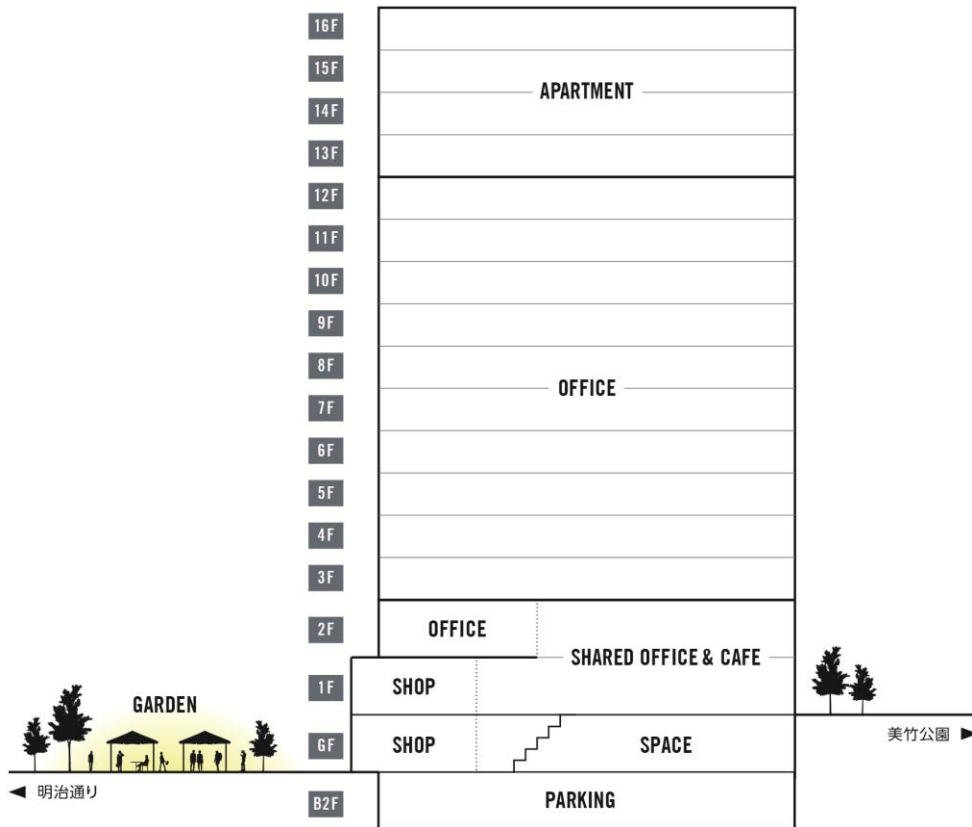 16F
15F
APARTMENT
14F
13F
12F
11F
10F
9F
8F
OFFICE
7F
6F
5F
4F
3F
2F
OFFICE
SHARED OFFICE & CAFE
1F
SHOP
GARDEN
GF
SHOP
SPACE
美竹公園 ▶
◀ 明治通り
B2F
PARKING